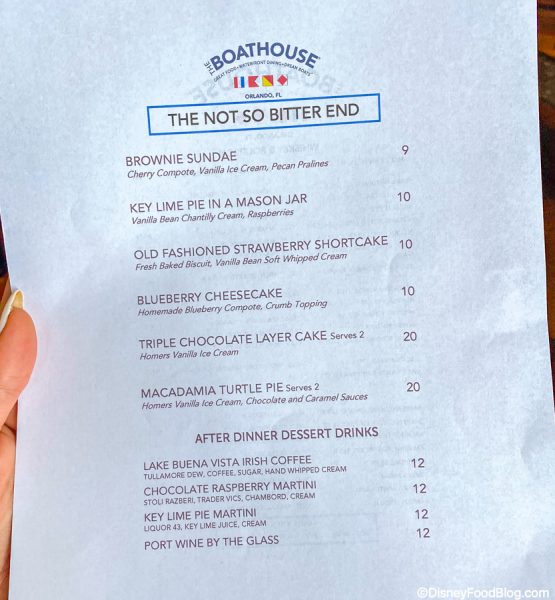 THE BOATHOUSE
GREAT FOOD • WATERFRONT DINING • DREAM BOATS
ORLANDO, FL
THE NOT SO BITTER END
BROWNIE SUNDAE 9
Cherry Compote, Vanilla Ice Cream, Pecan Pralines
KEY LIME PIE IN A MASON JAR 10
Vanilla Bean Chantilly Cream, Raspberries
OLD FASHIONED STRAWBERRY SHORTCAKE 10
Fresh Baked Biscuit, Vanilla Bean Soft Whipped Cream
BLUEBERRY CHEESECAKE 10
Homemade Blueberry Compote, Crumb Topping
TRIPLE CHOCOLATE LAYER CAKE Serves 2 20
Homers Vanilla Ice Cream
MACADAMIA TURTLE PIE Serves 2 20
Homers Vanilla Ice Cream, Chocolate and Caramel Sauces
AFTER DINNER DESSERT DRINKS
LAKE BUENA VISTA IRISH COFFEE 12
TULLAMORE DEW, COFFEE, SUGAR, HAND WHIPPED CREAM
CHOCOLATE RASPBERRY MARTINI 12
STOLI RAZBERI, TRADER VICS, CHAMBORD, CREAM
KEY LIME PIE MARTINI 12
LIQUOR 43, KEY LIME JUICE, CREAM
PORT WINE BY THE GLASS 12
©DisneyFoodBlog.com